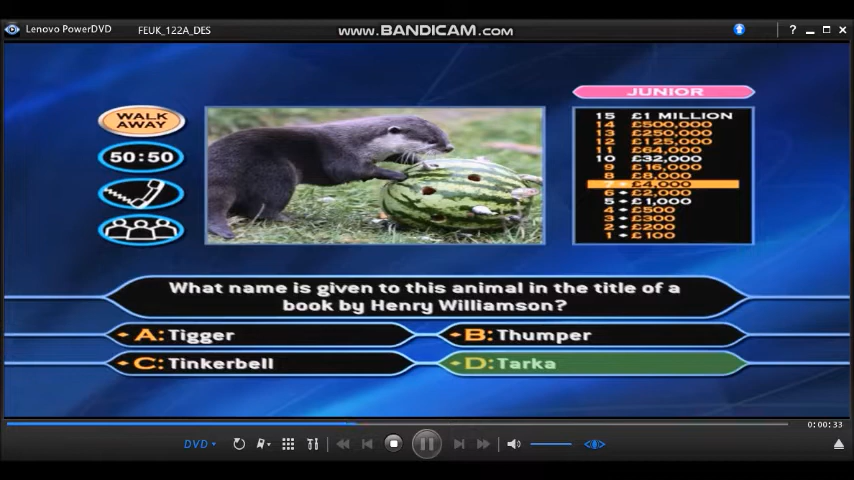 Lenovo PowerDVD
FEUK_122A_DES
www.BANDICAM.com
?
JUNIOR
WALK
AWAY
50:50
15 £1 MILLION
14 £500,000
13 £250,000
12 £125,000
11 £64,000
10 £32,000
9 £16,000
8 £8,000
7 £4,000
6 £2,000
5 £1,000
4 £500
3 £300
2 £200
1 £100
What name is given to this animal in the title of a
book by Henry Williamson?
A: Tigger
B: Thumper
C: Tinkerbell
D: Tarka
0:00:33
DVD